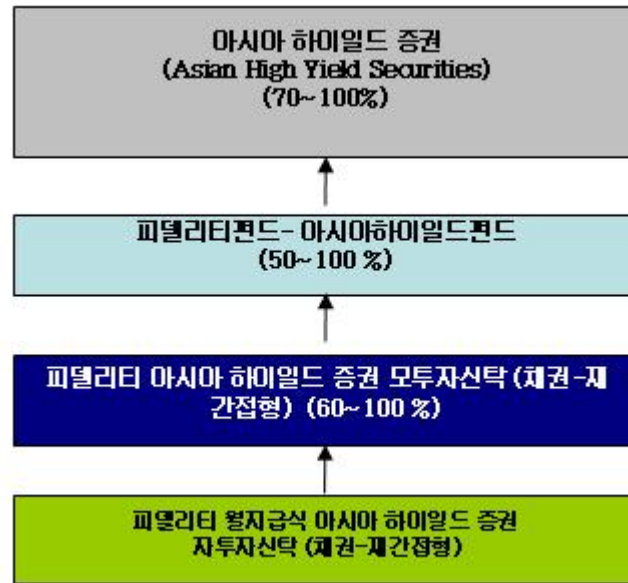 아시아 하이일드 증권
(Asian High Yield Securities)
(70~100%)
피델리티펀드- 아시아하이일드펀드
(50~100 %)
피델리티 아시아 하이일드 증권 모투자신탁 (채권-재
간접형)  (60~100 %)
피델리티 월지급식 아시아 하이일드 증권
자투자신탁 (채권-재간접형)